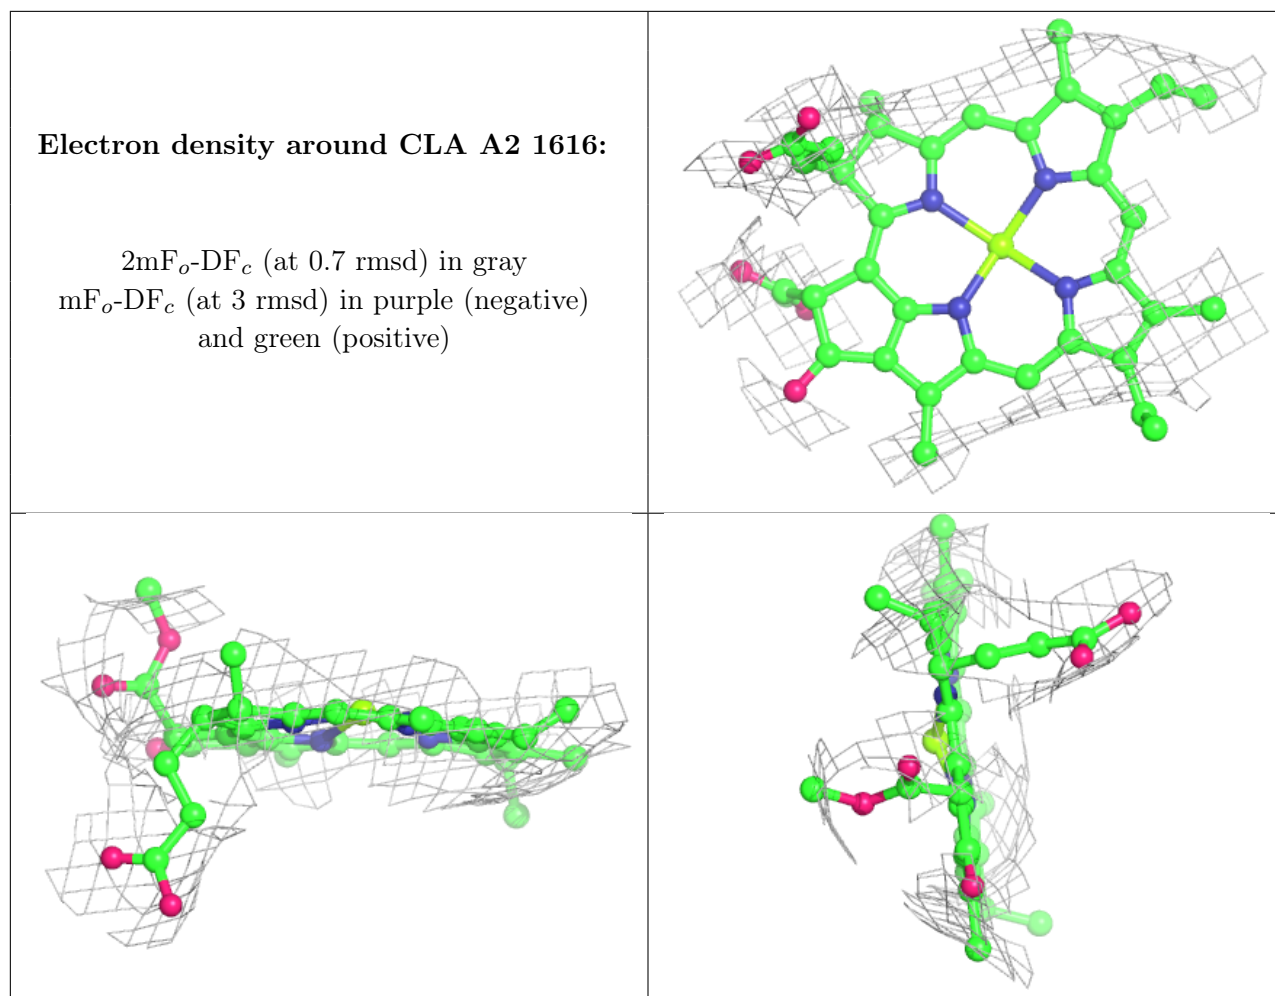 Electron density around CLA A2 1616:
2mFₒ-DF𝒸 (at 0.7 rmsd) in gray
mFₒ-DF𝒸 (at 3 rmsd) in purple (negative)
and green (positive)